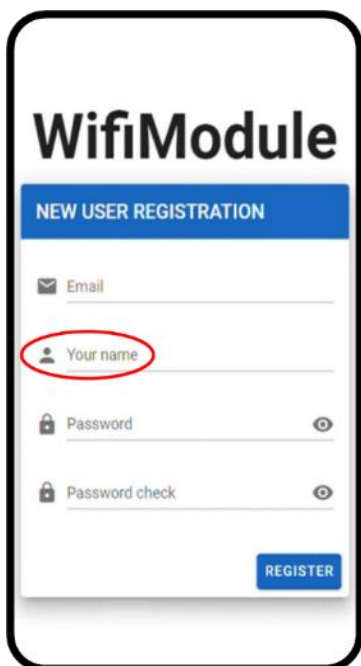 WifiModule
NEW USER REGISTRATION
Email
Your name
Password
Password check
REGISTER